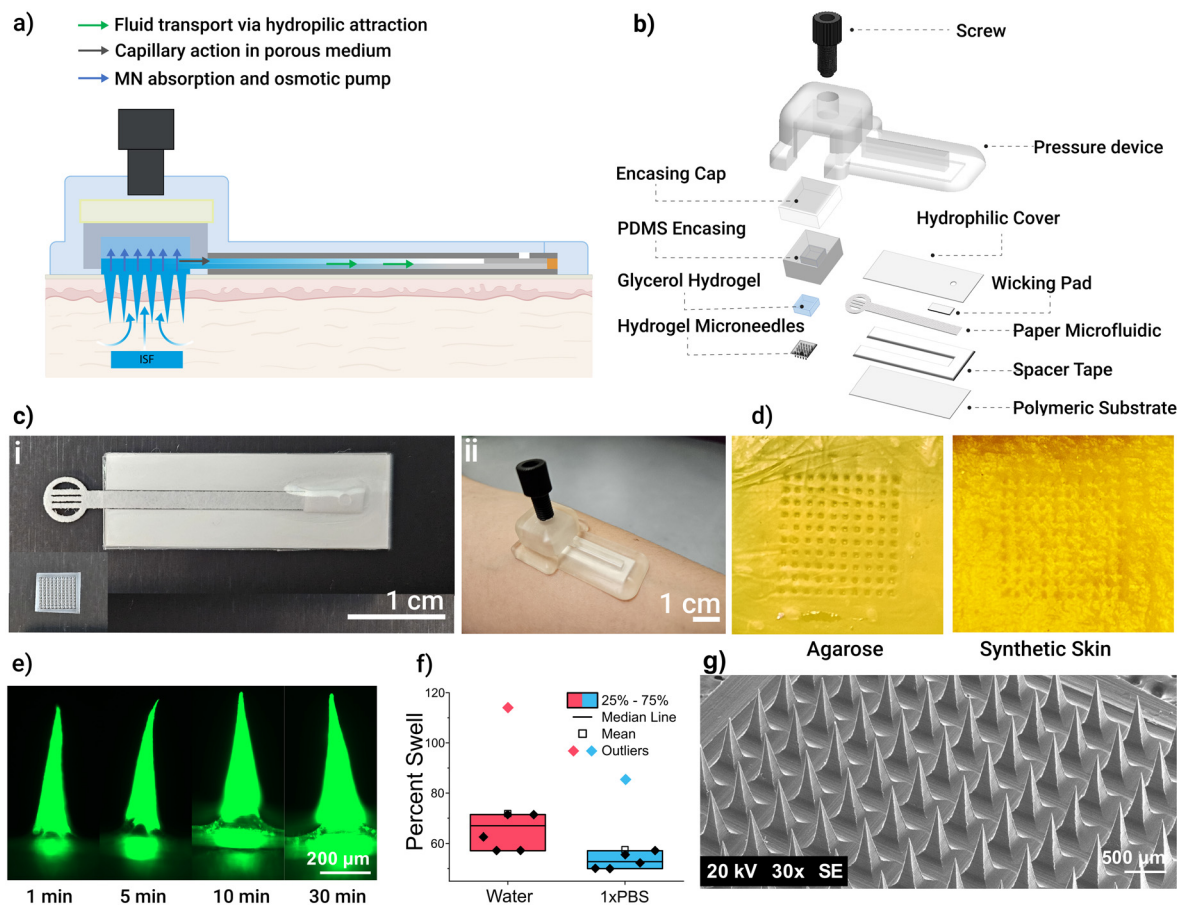 a)
Fluid transport via hydropilic attraction
Capillary action in porous medium
MN absorption and osmotic pump
ISF
b)
Screw
Pressure device
Encasing Cap
PDMS Encasing
Glycerol Hydrogel
Hydrogel Microneedles
Hydrophilic Cover
Wicking Pad
Paper Microfluidic
Spacer Tape
Polymeric Substrate
c)
i
1 cm
ii
1 cm
d)
Agarose
Synthetic Skin
e)
200 µm
1 min
5 min
10 min
30 min
f)
Percent Swell
120
100
80
60
25% - 75%
Median Line
Mean
Outliers
Water
1xPBS
g)
20 kV 30x SE
500 µm